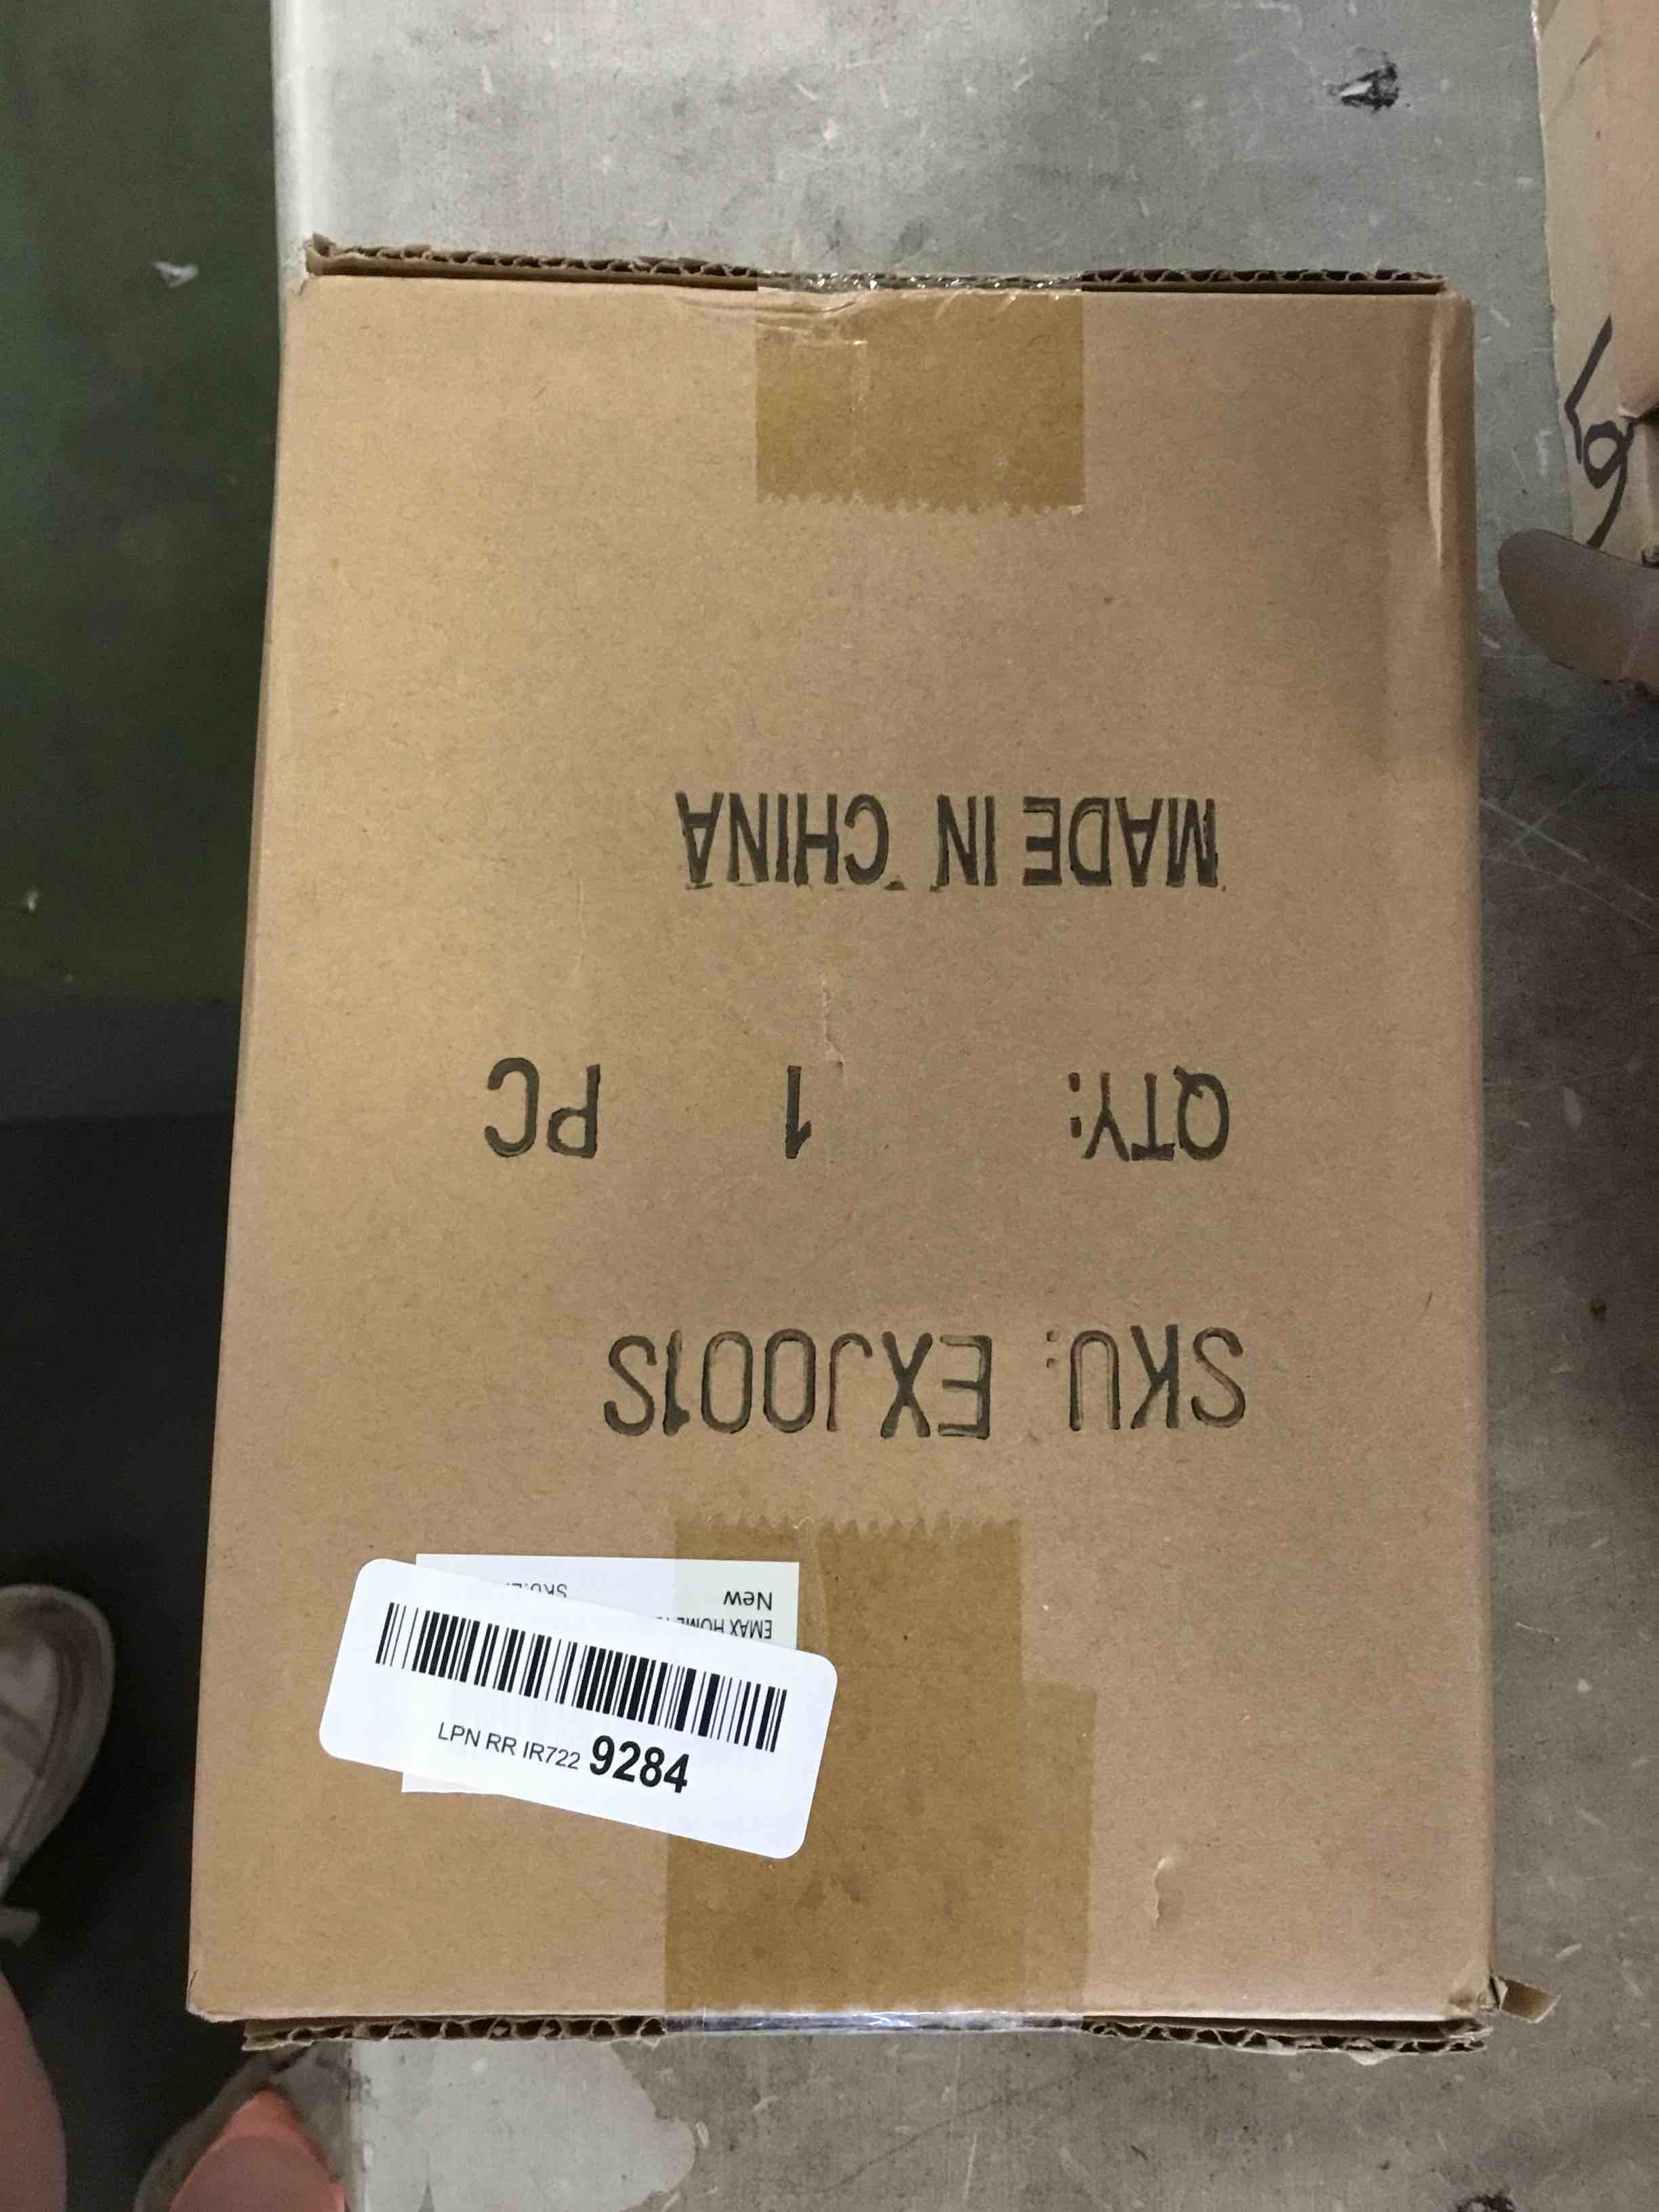 SKU: EXJ001S
QTY: 1 PC
MADE IN CHINA
EMAX HOME
New
LPN RR IR722 9284